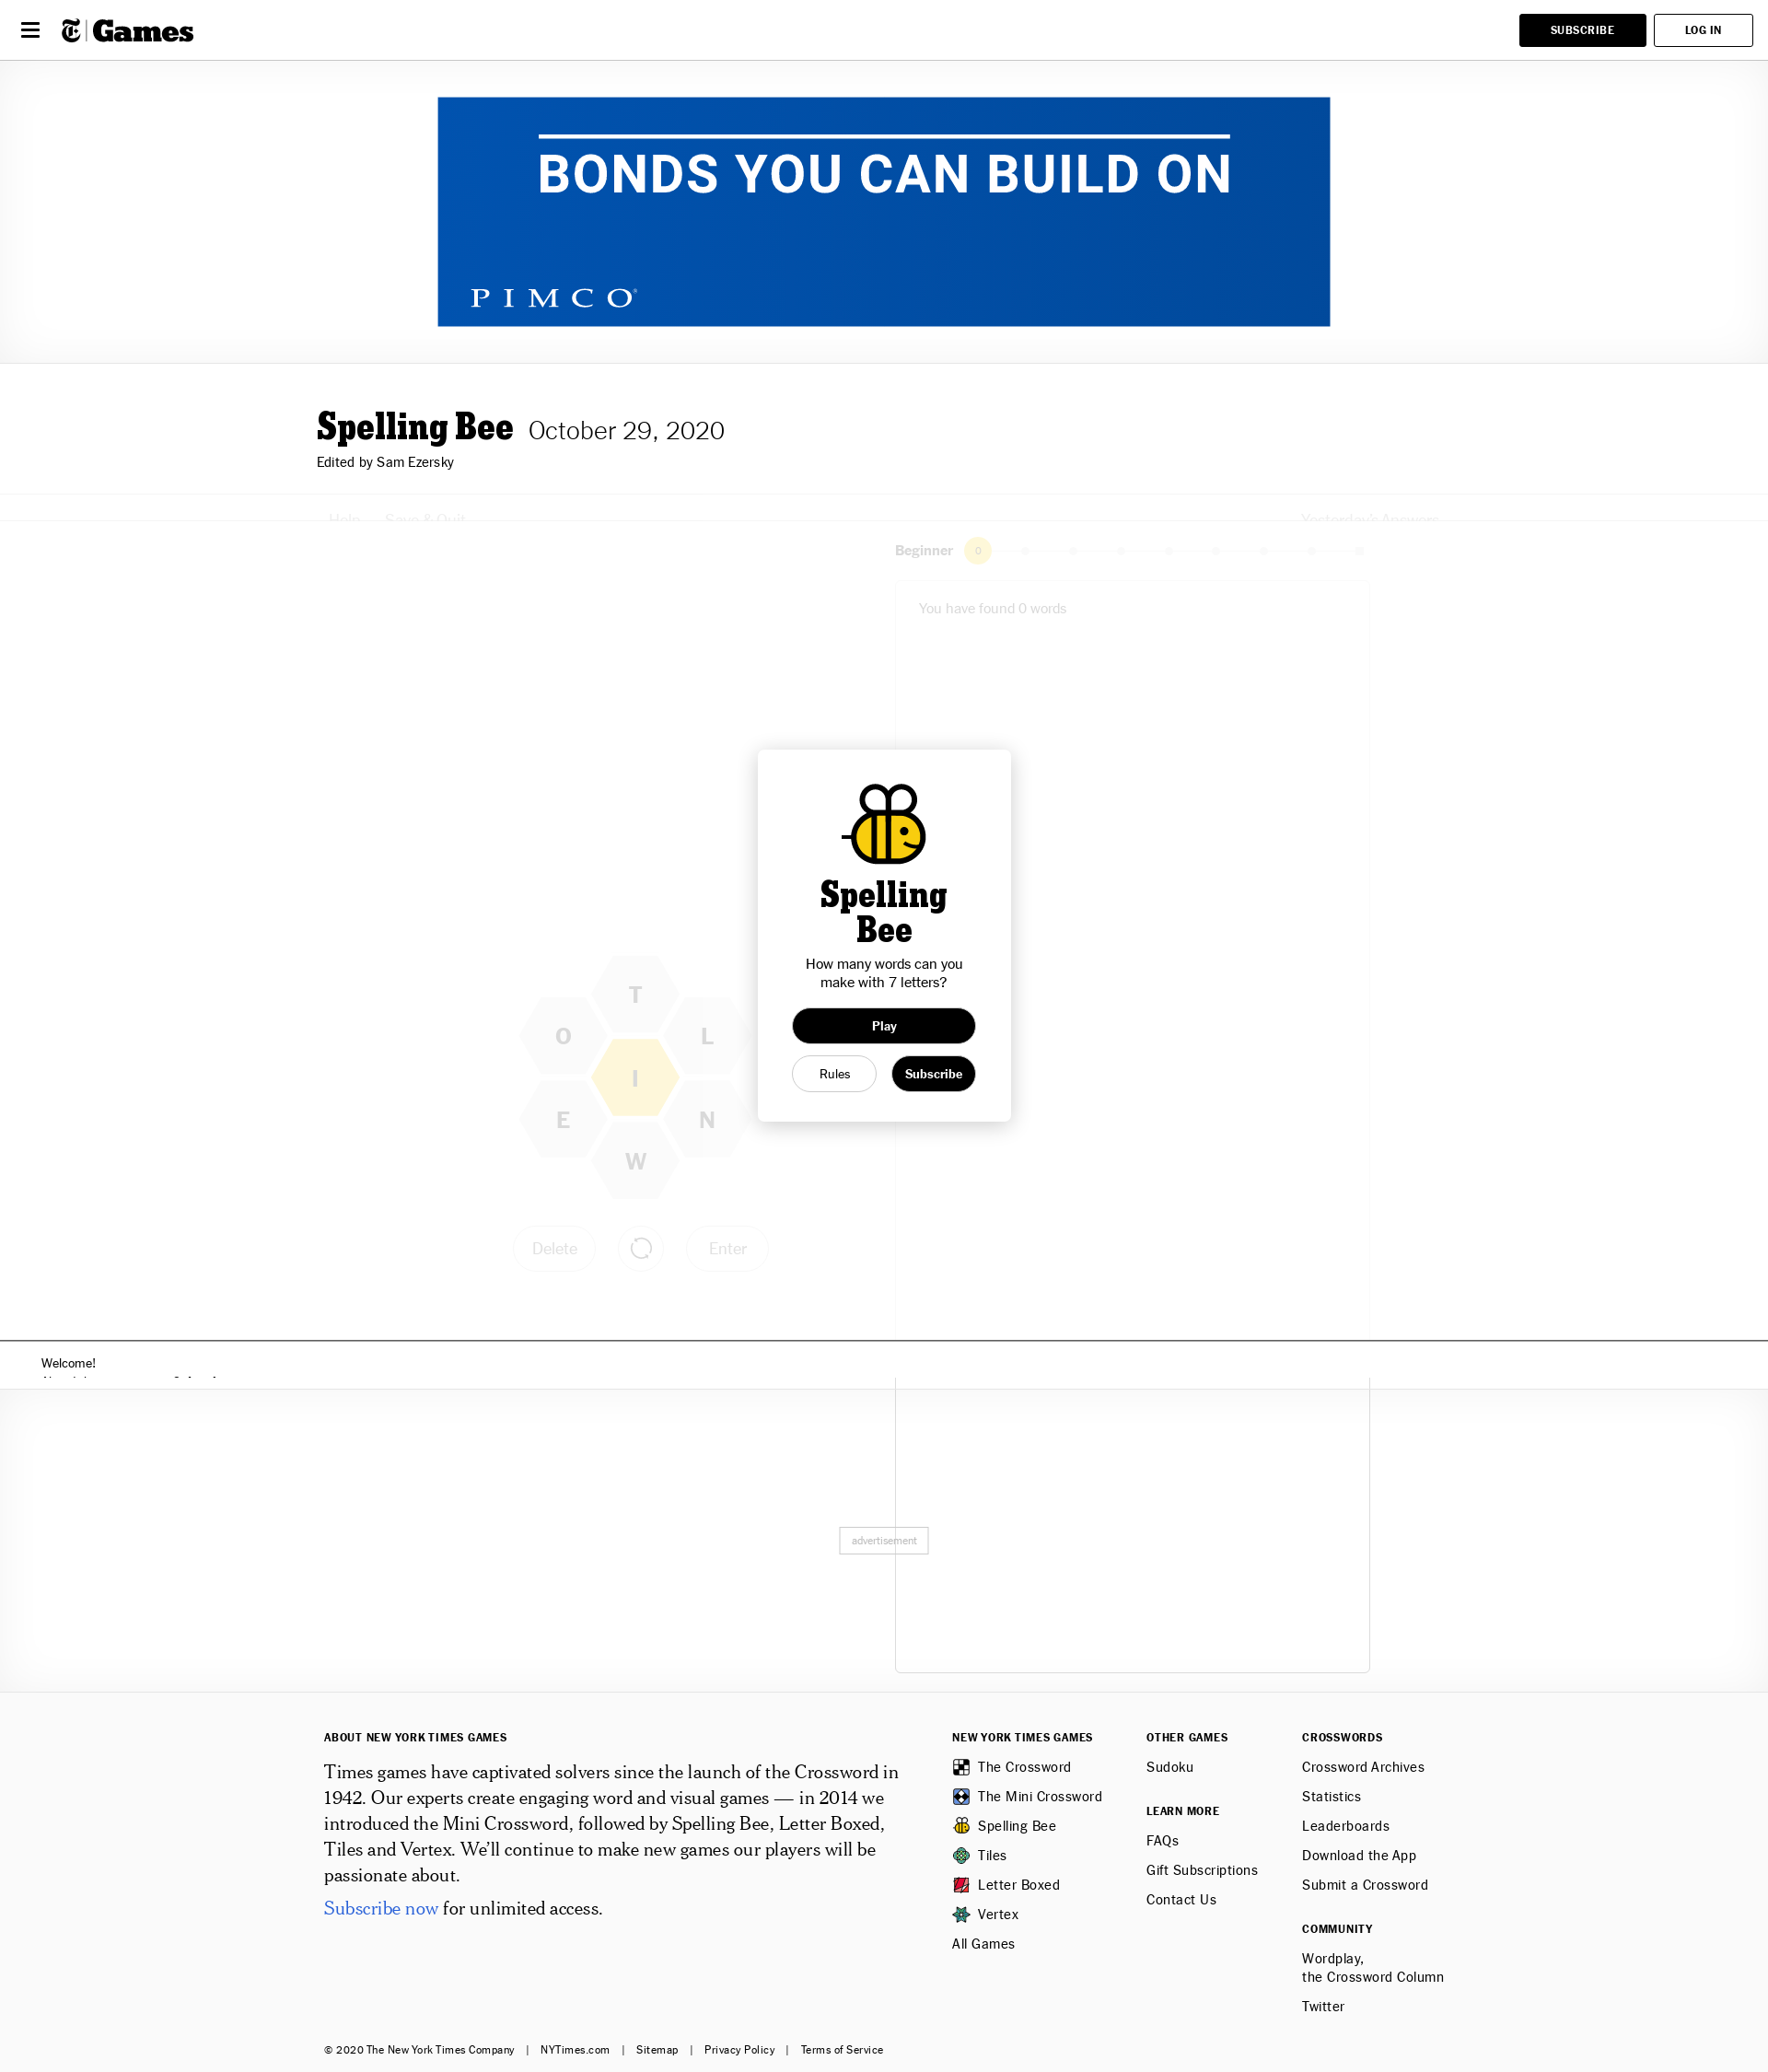 Games
SUBSCRIBE
LOG IN
BONDS YOU CAN BUILD ON
PIMCO®
Spelling Bee October 29, 2020
Edited by Sam Ezersky
Help Save & Quit
Yesterday's Answers
Beginner 0
You have found 0 words
T
O
L
I
E
N
W
Delete
Enter
Spelling
Bee
How many words can you
make with 7 letters?
Play
Rules
Subscribe
Welcome!
advertisement
ABOUT NEW YORK TIMES GAMES
Times games have captivated solvers since the launch of the Crossword in
1942. Our experts create engaging word and visual games — in 2014 we
introduced the Mini Crossword, followed by Spelling Bee, Letter Boxed,
Tiles and Vertex. We’ll continue to make new games our players will be
passionate about.
Subscribe now for unlimited access.
NEW YORK TIMES GAMES
The Crossword
The Mini Crossword
Spelling Bee
Tiles
Letter Boxed
Vertex
All Games
OTHER GAMES
Sudoku
LEARN MORE
FAQs
Gift Subscriptions
Contact Us
CROSSWORDS
Crossword Archives
Statistics
Leaderboards
Download the App
Submit a Crossword
COMMUNITY
Wordplay,
the Crossword Column
Twitter
© 2020 The New York Times Company | NYTimes.com | Sitemap | Privacy Policy | Terms of Service